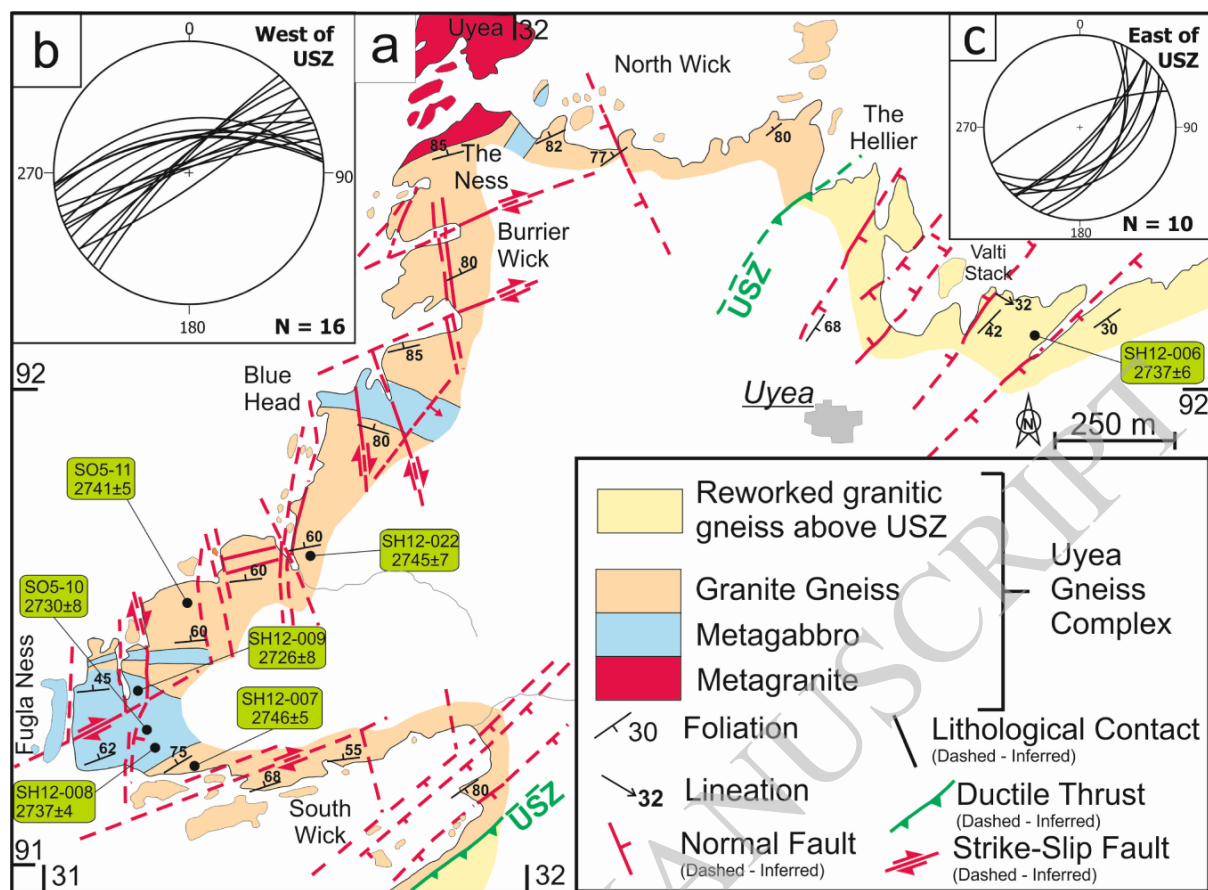 b
0
West of
USZ
270
90
180
N = 16
a
Uyea
32
North Wick
c
0
East of
USZ
270
90
180
N = 10
The
Hellier
85
The
Ness
82
77
80
Burrier
Wick
80
USZ
Valti
Stack
32
68
42
30
SH12-006
2737±6
92
85
Blue
Head
80
Uyea
N
92
250 m
SO5-11
2741±5
60
SH12-022
2745±7
60
SO5-10
2730±8
60
SH12-009
2726±8
Fugla Ness
45
SH12-007
2746±5
62
75
55
68
80
SH12-008
2737±4
South
Wick
USZ
91
31
32
Reworked granitic
gneiss above USZ
Granite Gneiss
Metagabbro
Metagranite
Uyea
Gneiss
Complex
30 Foliation
32 Lineation
Normal Fault
(Dashed - Inferred)
Lithological Contact
(Dashed - Inferred)
Ductile Thrust
(Dashed - Inferred)
Strike-Slip Fault
(Dashed - Inferred)
MANUSCRIPT